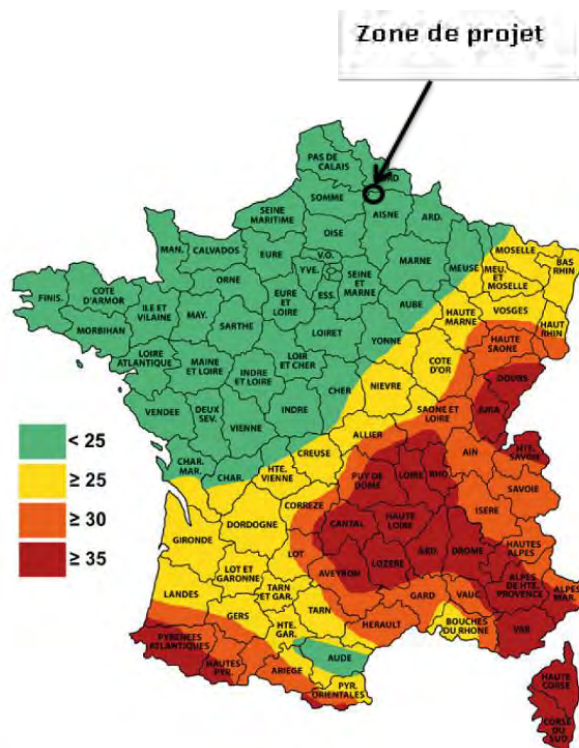 Zone de projet
PAS DE
CALAIS
SOMME
AISNE
ARD.
SEINE
MARITIME
OISE
MAN.
CALVADOS
EURE
V.O.
YVE.
ESS.
SEINE
ET
MARNE
MARNE
MEUSE
MOSELLE
MEU.
ET
MOSELLE
BAS
RHIN
FINIS.
COTE
D'ARMOR
ILE ET
VILAINE
MAY.
ORNE
EURE
ET
LOIR
AUBE
HAUTE
MARNE
VOSGES
HAUT
RHIN
MORBIHAN
SARTHE
LOIRET
YONNE
HAUTE
SAONE
LOIRE
ATLANTIQUE
MAINE
ET LOIRE
INDRE
ET LOIRE
LOIR
ET CHER
CHER
NIEVRE
COTE
D'OR
DOUBS
JURA
VENDEE
DEUX
SEV.
VIENNE
INDRE
SAONE ET
LOIRE
< 25
≥ 25
≥ 30
≥ 35
CHAR.
MAR.
CHAR.
HTE.
VIENNE
CREUSE
ALLIER
AIN
HTE.
SAVOIE
PUY DE
DOME
LOIRE
RHO
SAVOIE
ISERE
CORREZE
DORDOGNE
GIRONDE
CANTAL
HAUTE
LOIRE
ARD.
DROME
HAUTES
ALPES
LOT
LOT ET
GARONNE
AVEYRON
LOZERE
LANDES
TARN
ET GAR.
GERS
TARN
HERAULT
GARD
VAUC
ALPES
DE HTE.
PROVENCE
ALPES
MAR.
HTE.
GAR.
BOUCHES
DU RHONE
VAR
PYRENEES
ATLANTIQUES
HAUTES
PYR.
ARIEGE
AUDE
PYR.
ORIENTALES
HAUTE
CORSE
CORSE
DU
SUD